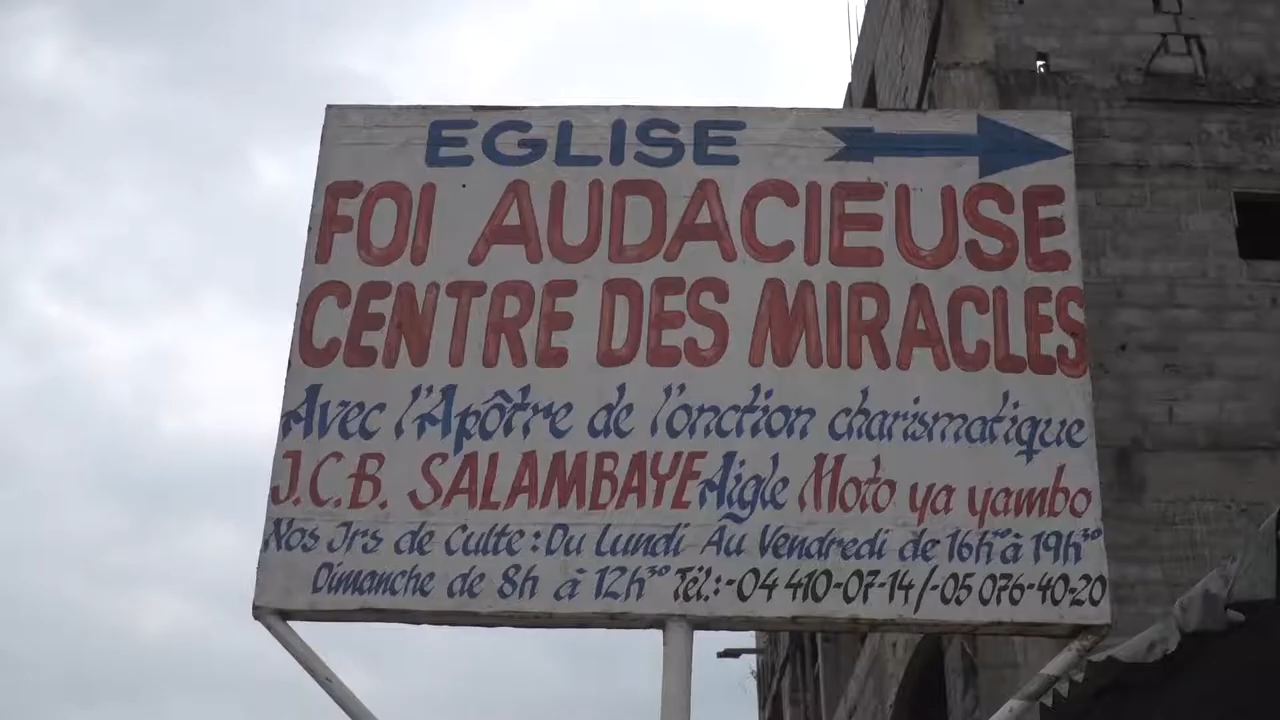 EGLISE
FOI AUDACIEUSE
CENTRE DES MIRACLES
Avec l'Apôtre de l'onction charismatique
J.C.B. SALAMBAYE Aigle Moto ya yambo
Nos Jrs de Culte : Du Lundi Au Vendredi de 16h00 à 19h30
Dimanche de 8h à 12h30 Tél.:-04 410-07-14/-05 076-40-20